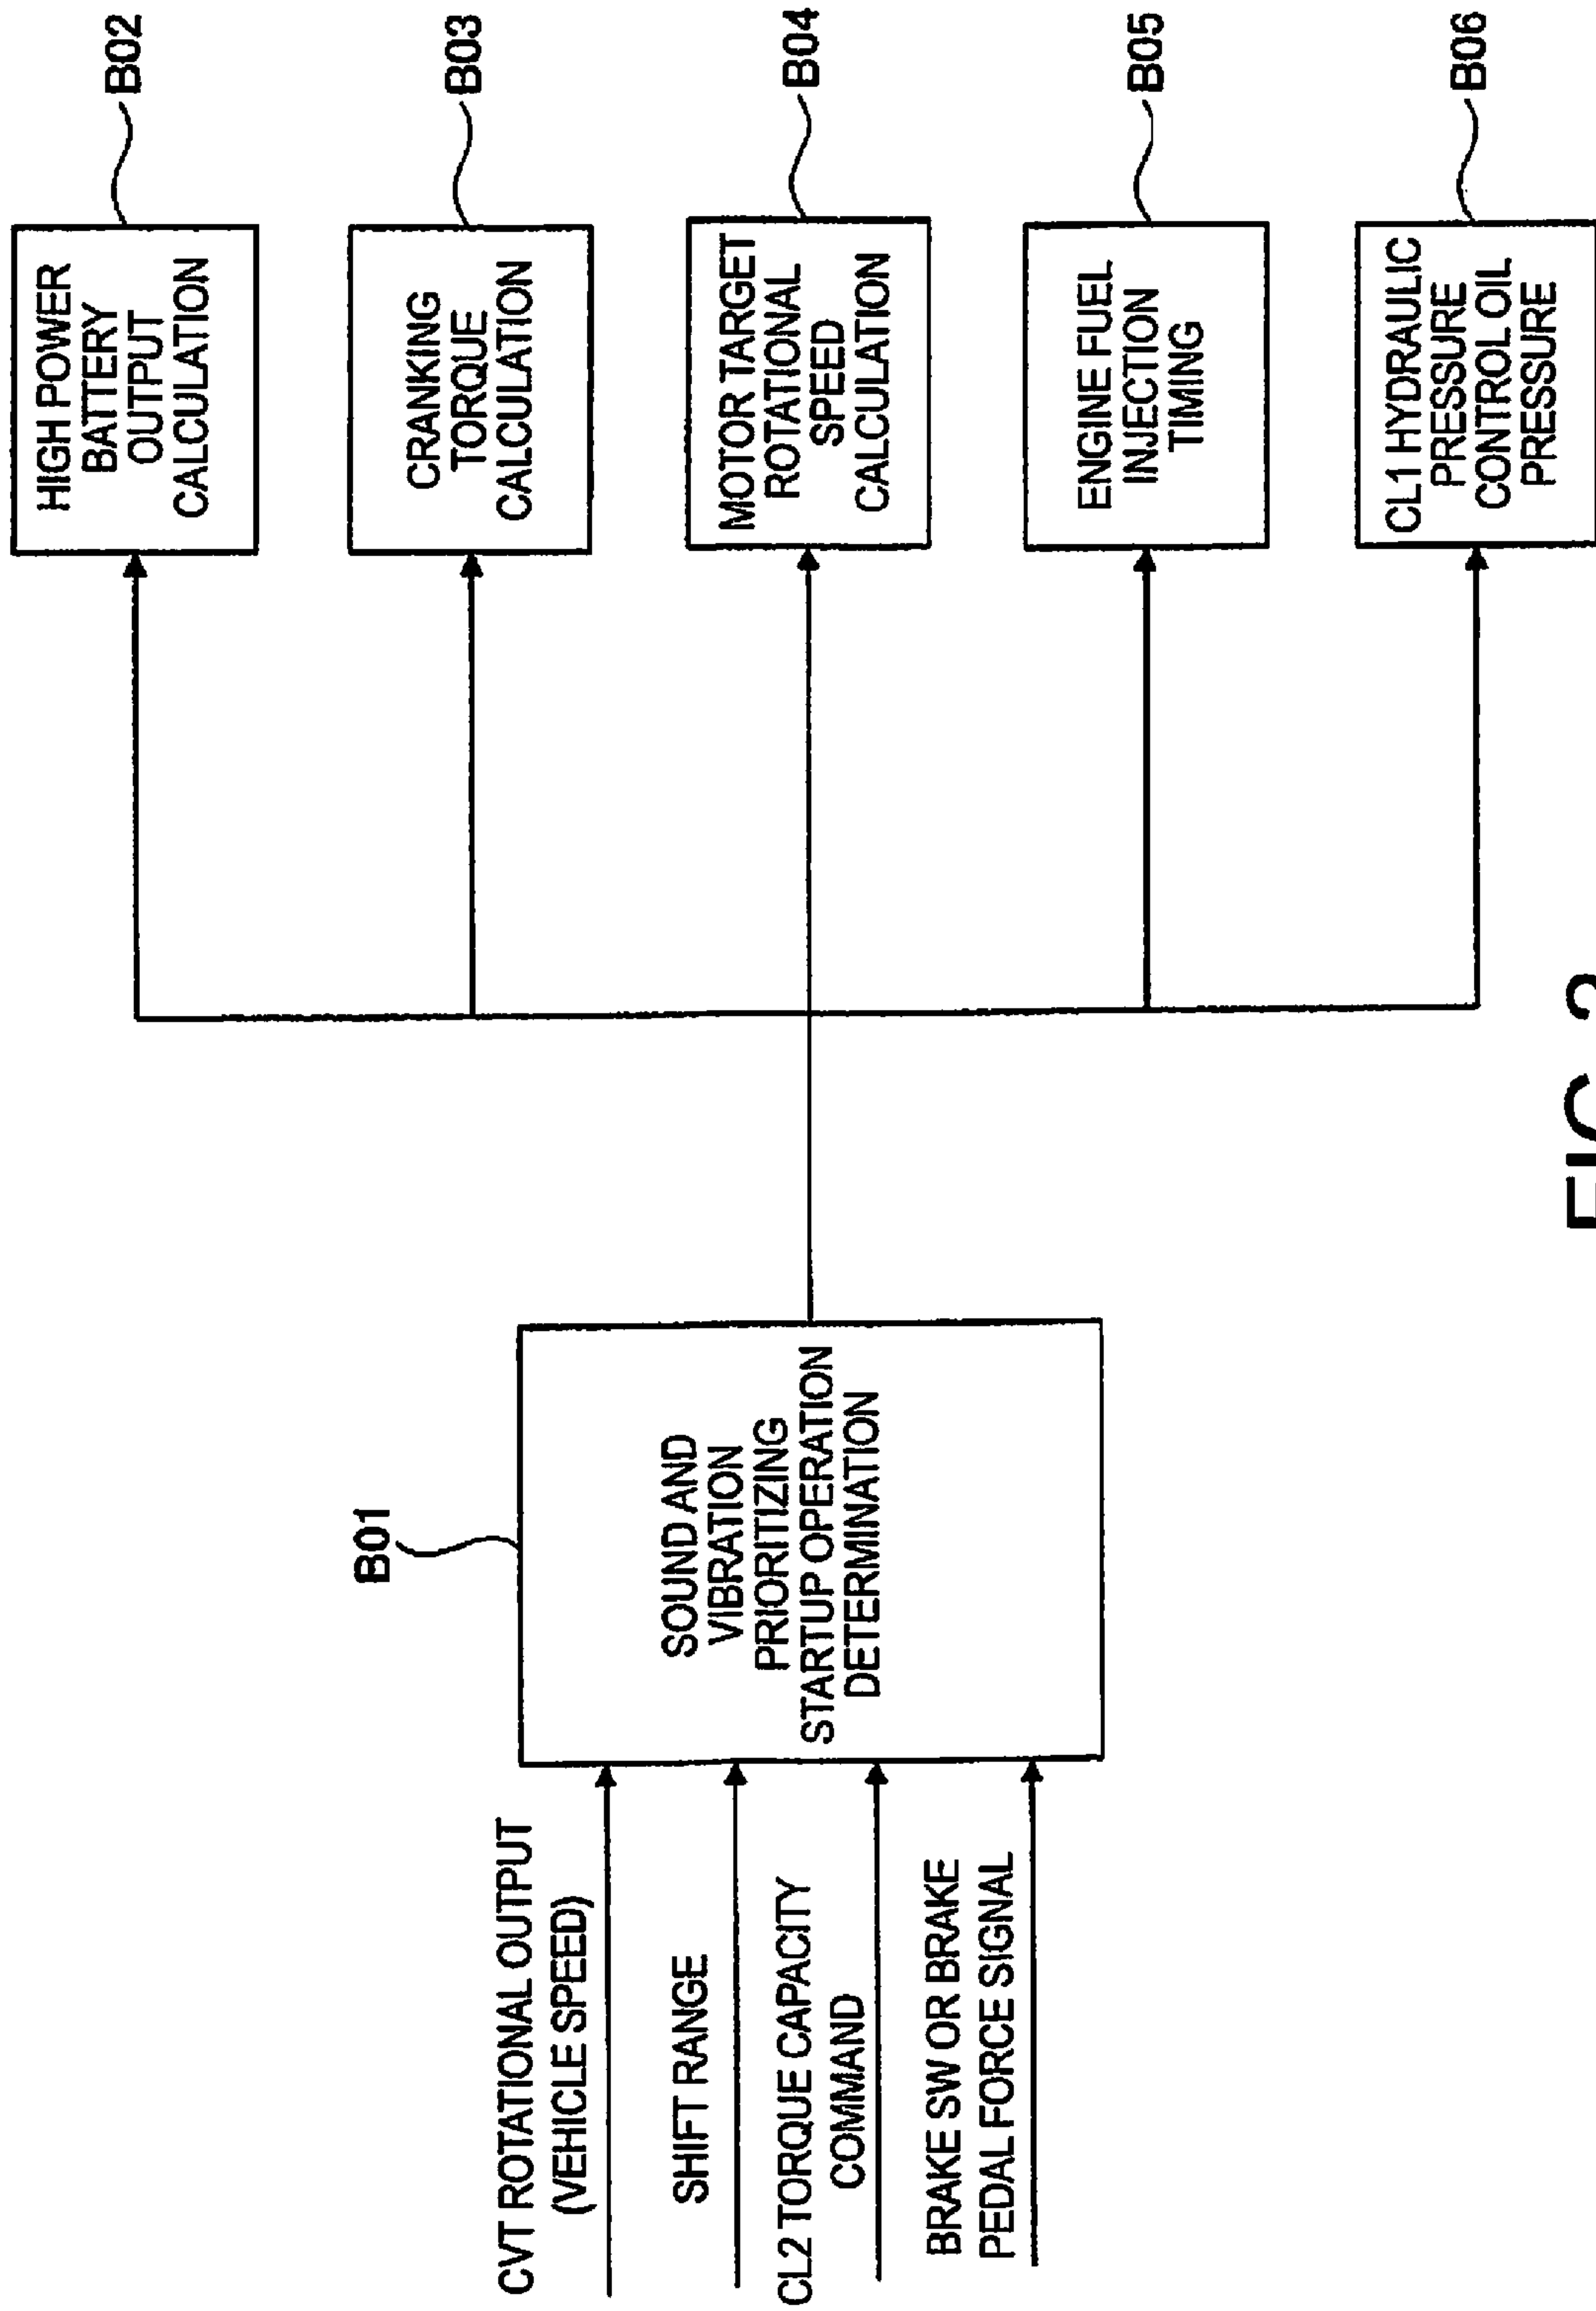 CVT ROTATIONAL OUTPUT
(VEHICLE SPEED)
SHIFT RANGE
CL2 TORQUE CAPACITY
COMMAND
BRAKE SW OR BRAKE
PEDAL FORCE SIGNAL
B01
SOUND AND
VIBRATION
PRIORITIZING
STARTUP OPERATION
DETERMINATION
HIGH POWER
BATTERY
OUTPUT
CALCULATION
B02
CRANKING
TORQUE
CALCULATION
B03
MOTOR TARGET
ROTATIONAL
SPEED
CALCULATION
B04
ENGINE FUEL
INJECTION
TIMING
B05
CL1 HYDRAULIC
PRESSURE
CONTROL OIL
PRESSURE
B06
FIG